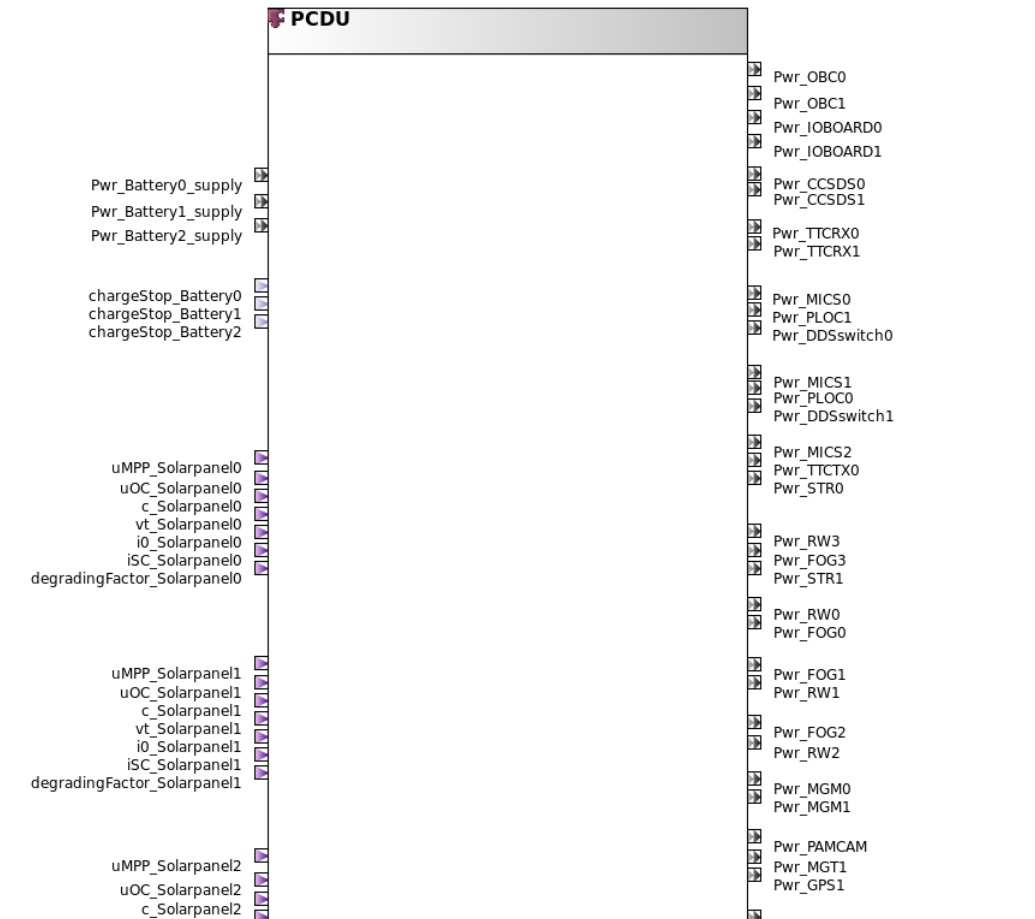 PCDU
Pwr_Battery0_supply
Pwr_Battery1_supply
Pwr_Battery2_supply
chargeStop_Battery0
chargeStop_Battery1
chargeStop_Battery2
uMPP_Solarpanel0
uOC_Solarpanel0
c_Solarpanel0
vt_Solarpanel0
i0_Solarpanel0
iSC_Solarpanel0
degradingFactor_Solarpanel0
uMPP_Solarpanel1
uOC_Solarpanel1
c_Solarpanel1
vt_Solarpanel1
i0_Solarpanel1
iSC_Solarpanel1
degradingFactor_Solarpanel1
uMPP_Solarpanel2
uOC_Solarpanel2
c_Solarpanel2
Pwr_OBC0
Pwr_OBC1
Pwr_IOBOARD0
Pwr_IOBOARD1
Pwr_CCSDS0
Pwr_CCSDS1
Pwr_TTCRX0
Pwr_TTCRX1
Pwr_MICS0
Pwr_PLOC1
Pwr_DDSswitch0
Pwr_MICS1
Pwr_PLOC0
Pwr_DDSswitch1
Pwr_MICS2
Pwr_TTCTX0
Pwr_STR0
Pwr_RW3
Pwr_FOG3
Pwr_STR1
Pwr_RW0
Pwr_FOG0
Pwr_FOG1
Pwr_RW1
Pwr_FOG2
Pwr_RW2
Pwr_MGM0
Pwr_MGM1
Pwr_PAMCAM
Pwr_MGT1
Pwr_GPS1